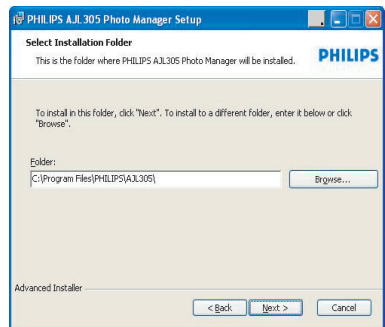 PHILIPS AJL305 Photo Manager Setup
Select Installation Folder
This is the folder where PHILIPS AJL305 Photo Manager will be installed.
PHILIPS
To install in this folder, click "Next". To install to a different folder, enter it below or click
"Browse".
Folder:
C:\Program Files\PHILIPS\AJL305\
Browse...
Advanced Installer
< Back
Next >
Cancel